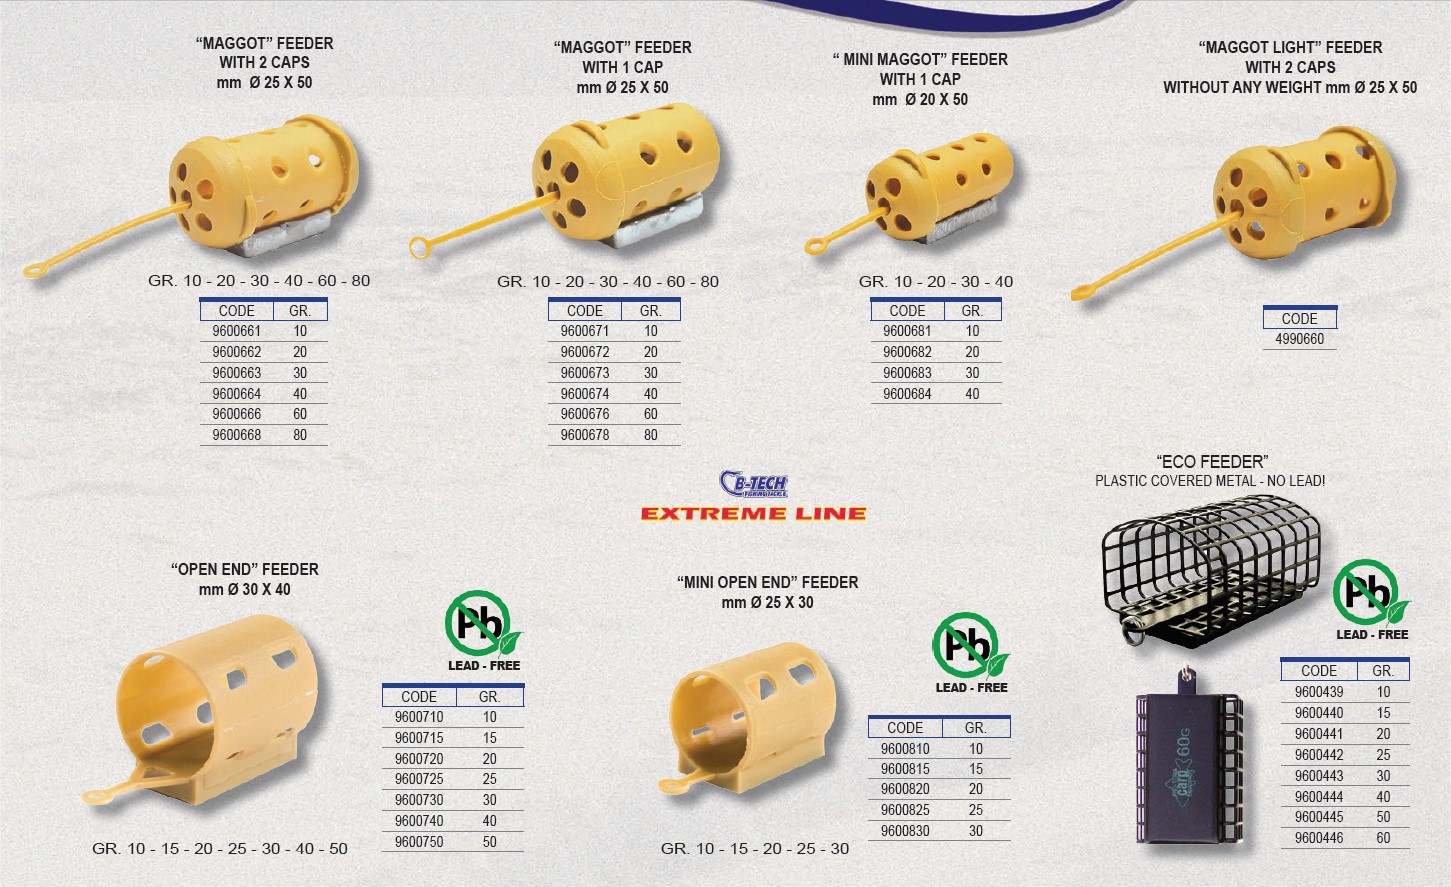 “MAGGOT” FEEDER
WITH 2 CAPS
mm Ø 25 X 50
GR. 10 - 20 - 30 - 40 - 60 - 80
CODE GR.
9600661 10
9600662 20
9600663 30
9600664 40
9600666 60
9600668 80
“MAGGOT” FEEDER
WITH 1 CAP
mm Ø 25 X 50
GR. 10 - 20 - 30 - 40 - 60 - 80
CODE GR.
9600671 10
9600672 20
9600673 30
9600674 40
9600676 60
9600678 80
“ MINI MAGGOT” FEEDER
WITH 1 CAP
mm Ø 20 X 50
GR. 10 - 20 - 30 - 40
CODE GR.
9600681 10
9600682 20
9600683 30
9600684 40
“MAGGOT LIGHT” FEEDER
WITH 2 CAPS
WITHOUT ANY WEIGHT mm Ø 25 X 50
CODE
4990660
B-TECH
FISHING TACKLE
EXTREME LINE
“OPEN END” FEEDER
mm Ø 30 X 40
GR. 10 - 15 - 20 - 25 - 30 - 40 - 50
Pb
LEAD - FREE
CODE GR.
9600710 10
9600715 15
9600720 20
9600725 25
9600730 30
9600740 40
9600750 50
“MINI OPEN END” FEEDER
mm Ø 25 X 30
GR. 10 - 15 - 20 - 25 - 30
Pb
LEAD - FREE
CODE GR.
9600810 10
9600815 15
9600820 20
9600825 25
9600830 30
“ECO FEEDER”
PLASTIC COVERED METAL - NO LEAD!
Pb
LEAD - FREE
carp 60G
CODE GR.
9600439 10
9600440 15
9600441 20
9600442 25
9600443 30
9600444 40
9600445 50
9600446 60